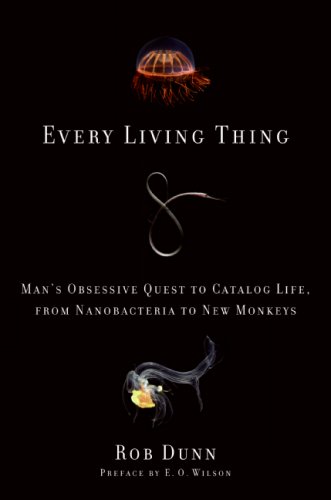 EVERY LIVING THING
MAN'S OBSESSIVE QUEST TO CATALOG LIFE,
FROM NANOBACTERIA TO NEW MONKEYS
ROB DUNN
PREFACE BY E. O. WILSON